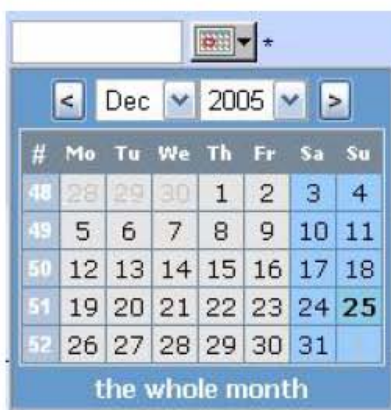 *
< Dec 2005 >
# Mo Tu We Th Fr Sa Su
48 28 29 30 1 2 3 4
49 5 6 7 8 9 10 11
50 12 13 14 15 16 17 18
51 19 20 21 22 23 24 25
52 26 27 28 29 30 31
the whole month